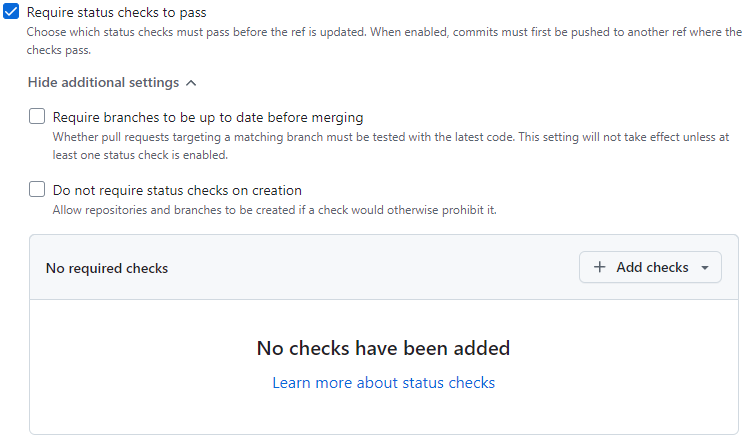 Require status checks to pass
Choose which status checks must pass before the ref is updated. When enabled, commits must first be pushed to another ref where the
checks pass.
Hide additional settings
Require branches to be up to date before merging
Whether pull requests targeting a matching branch must be tested with the latest code. This setting will not take effect unless at
least one status check is enabled.
Do not require status checks on creation
Allow repositories and branches to be created if a check would otherwise prohibit it.
No required checks
Add checks
No checks have been added
Learn more about status checks